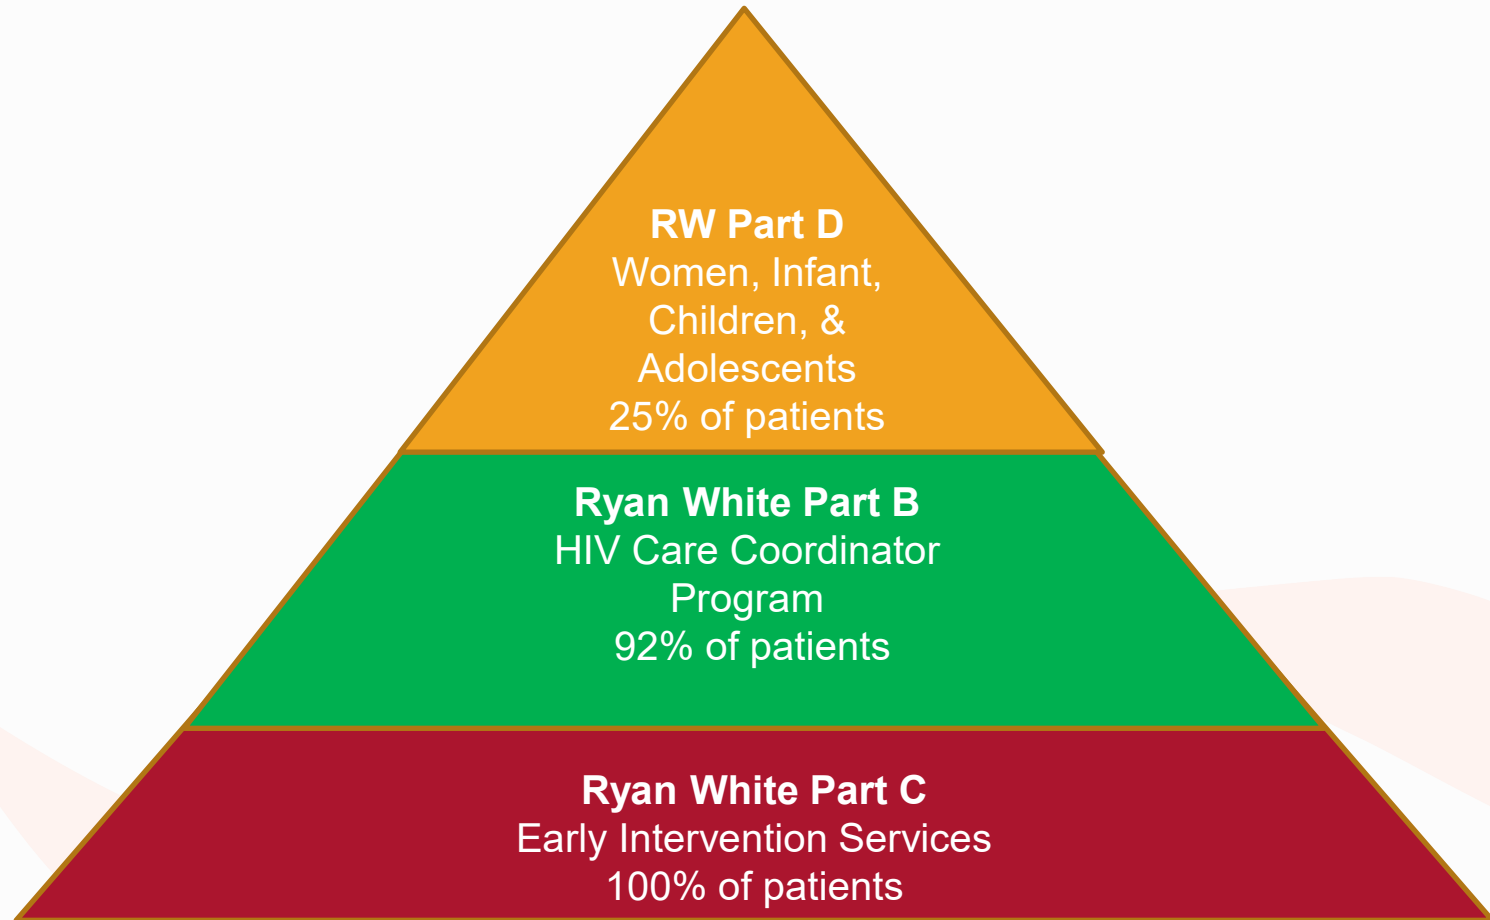 RW Part D
Women, Infant,
Children, &
Adolescents
25% of patients
Ryan White Part B
HIV Care Coordinator
Program
92% of patients
Ryan White Part C
Early Intervention Services
100% of patients